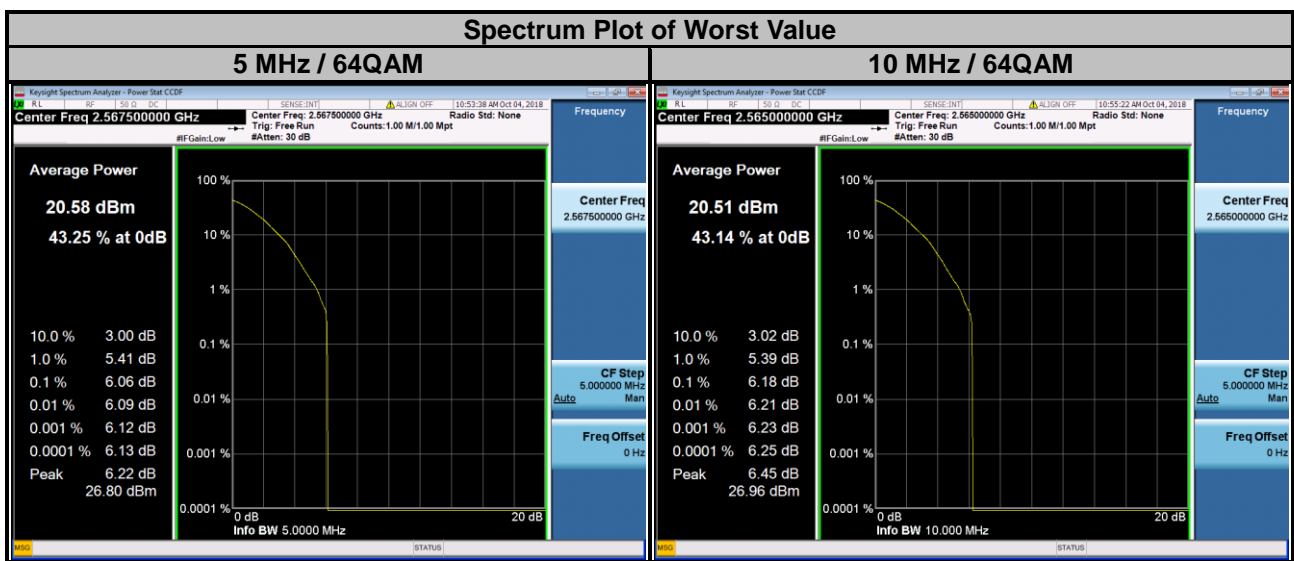 Spectrum Plot of Worst Value
5 MHz / 64QAM
10 MHz / 64QAM
Keysight Spectrum Analyzer - Power Stat CCDF
RL RF 50 Ω DC SENSE:INT ALIGN OFF 10:53:38 AM Oct 04, 2018
Center Freq 2.567500000 GHz
Center Freq: 2.567500000 GHz Radio Std: None
Trig: Free Run Counts:1.00 M/1.00 Mpt
#IFGain:Low #Atten: 30 dB
Frequency
Average Power
20.58 dBm
43.25 % at 0dB
10.0 % 3.00 dB
1.0 % 5.41 dB
0.1 % 6.06 dB
0.01 % 6.09 dB
0.001 % 6.12 dB
0.0001 % 6.13 dB
Peak 6.22 dB
26.80 dBm
100 %
10 %
1 %
0.1 %
0.01 %
0.001 %
0.0001 %
0 dB 20 dB
Info BW 5.0000 MHz
Center Freq
2.567500000 GHz
CF Step
5.000000 MHz
Auto Man
Freq Offset
0 Hz
MSG STATUS
Keysight Spectrum Analyzer - Power Stat CCDF
RL RF 50 Ω DC SENSE:INT ALIGN OFF 10:55:22 AM Oct 04, 2018
Center Freq 2.565000000 GHz
Center Freq: 2.565000000 GHz Radio Std: None
Trig: Free Run Counts:1.00 M/1.00 Mpt
#IFGain:Low #Atten: 30 dB
Frequency
Average Power
20.51 dBm
43.14 % at 0dB
10.0 % 3.02 dB
1.0 % 5.39 dB
0.1 % 6.18 dB
0.01 % 6.21 dB
0.001 % 6.23 dB
0.0001 % 6.25 dB
Peak 6.45 dB
26.96 dBm
100 %
10 %
1 %
0.1 %
0.01 %
0.001 %
0.0001 %
0 dB 20 dB
Info BW 10.000 MHz
Center Freq
2.565000000 GHz
CF Step
5.000000 MHz
Auto Man
Freq Offset
0 Hz
MSG STATUS